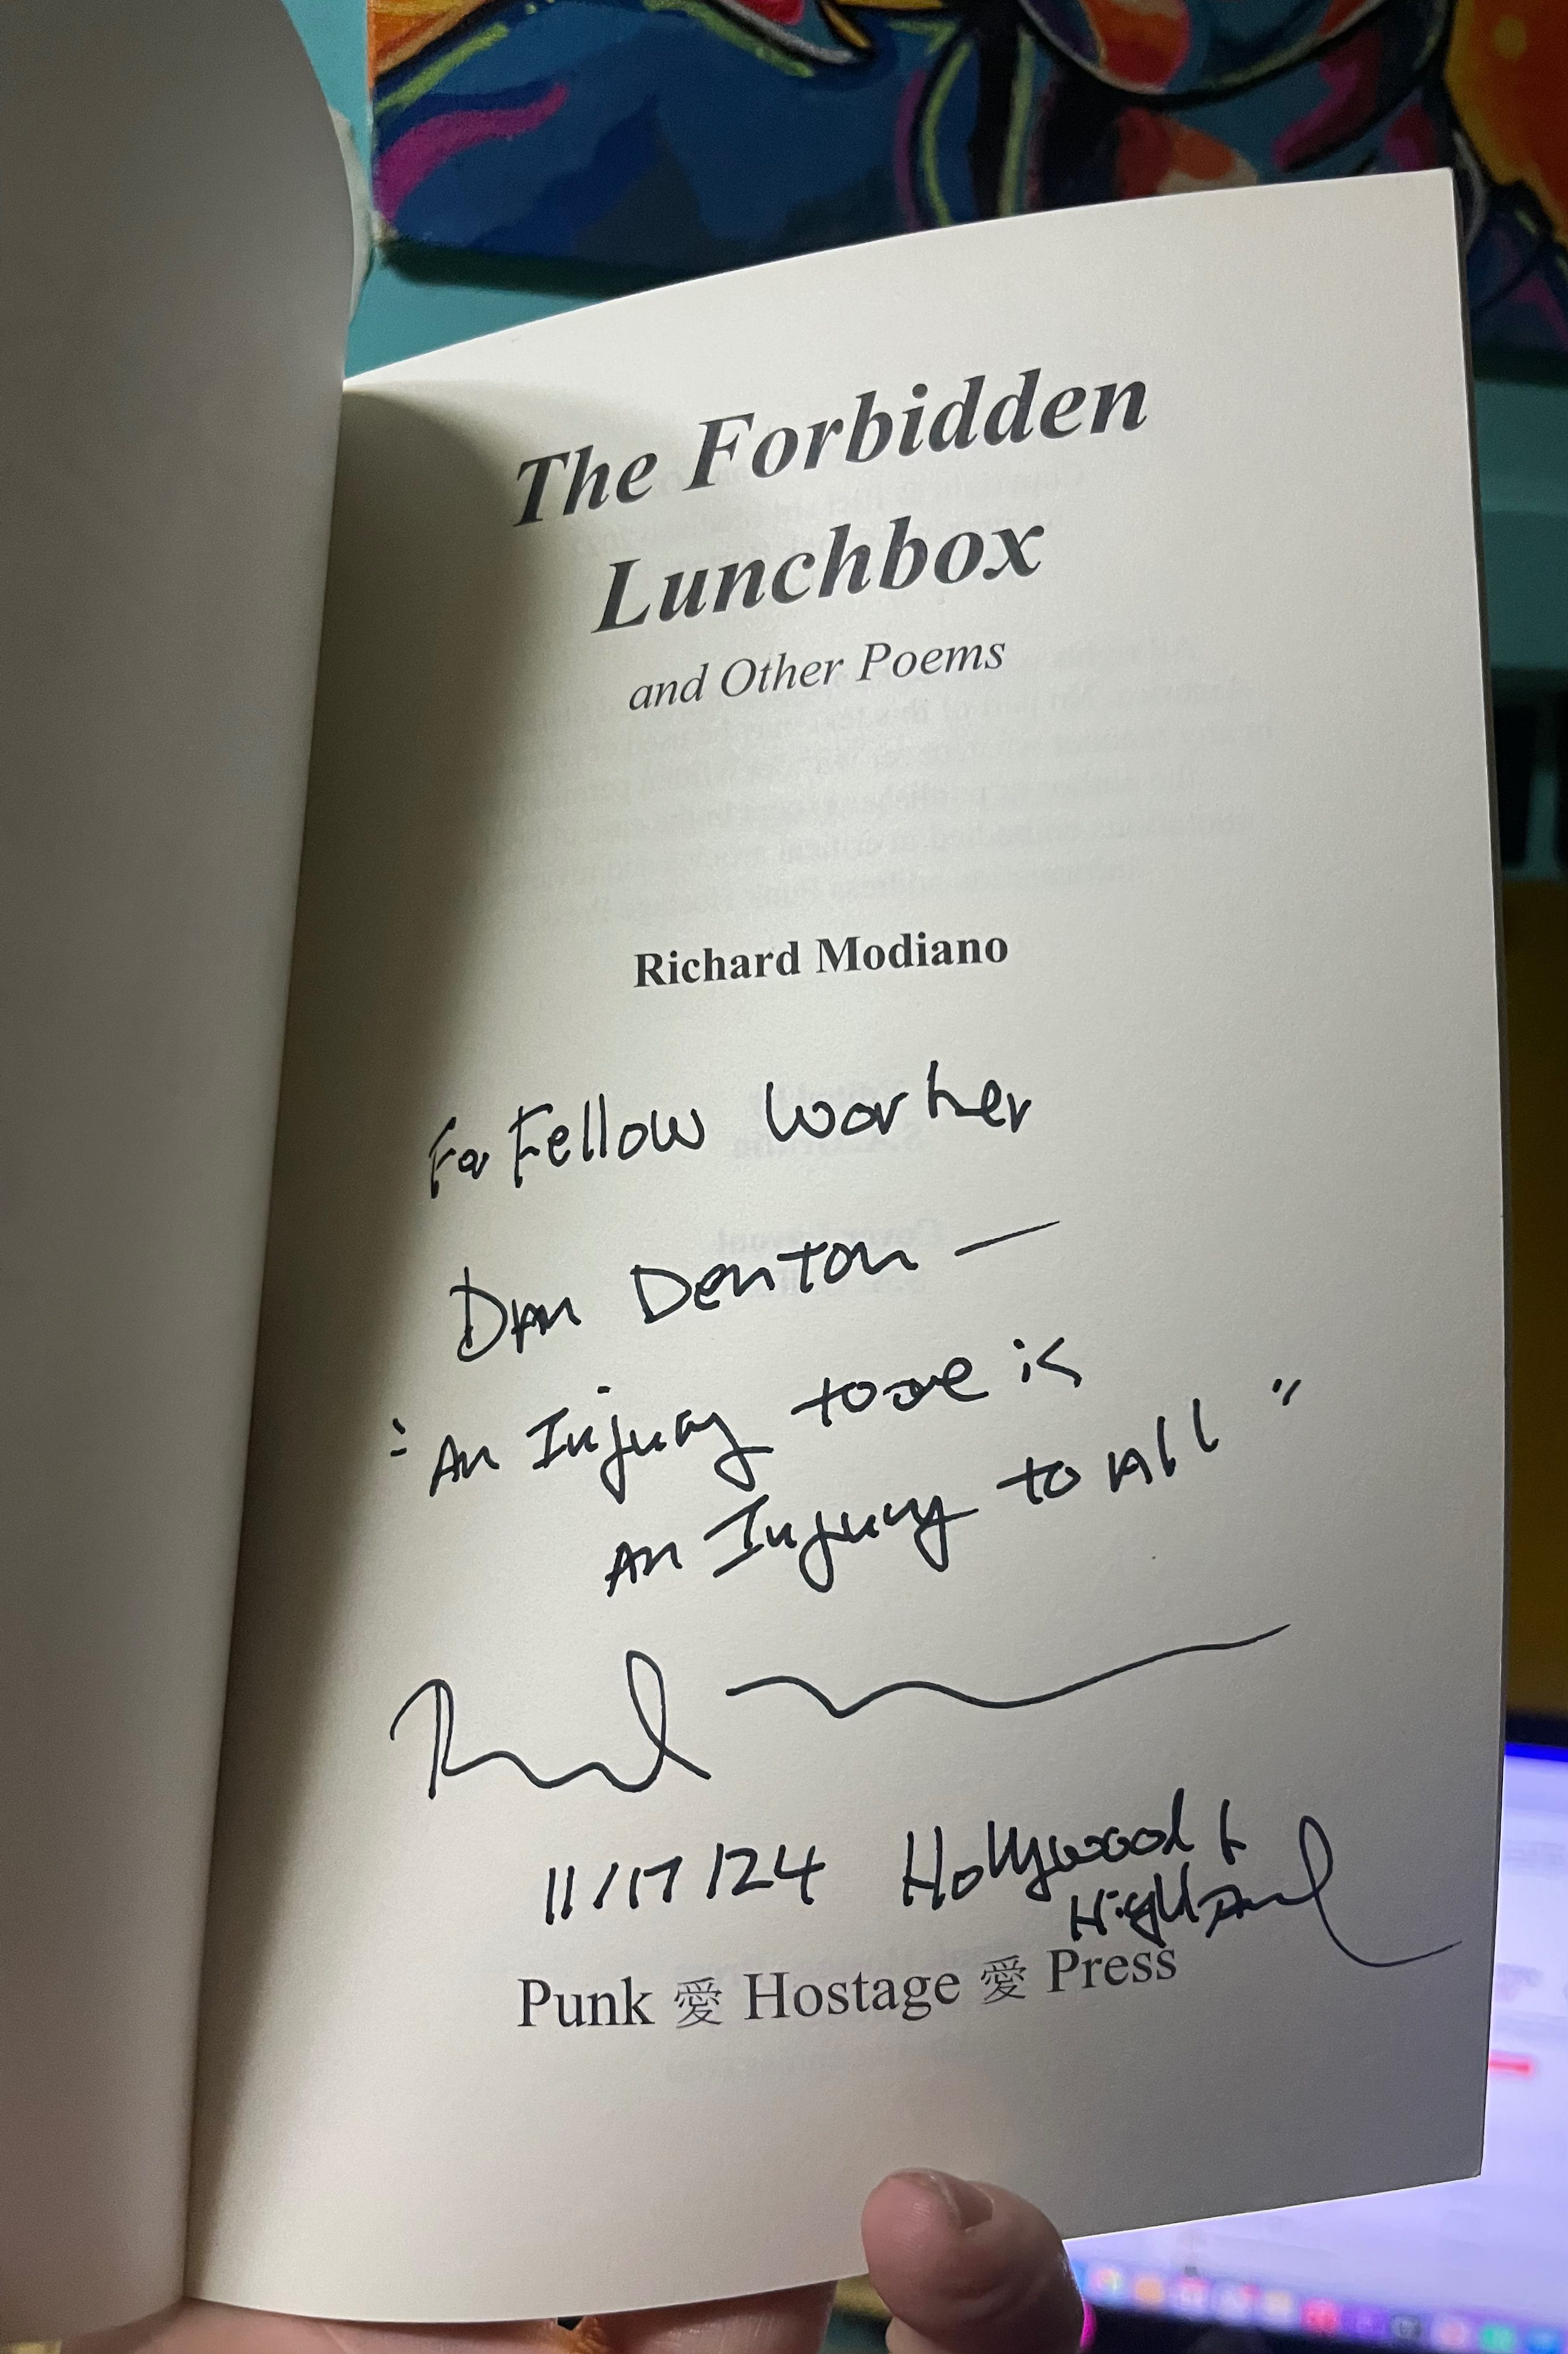 The Forbidden
Lunchbox
and Other Poems
Richard Modiano
For Fellow Worker
Dan Denton —
"An Injury to one is
An Injury to All"
11/17/24 Hollywood &
Highland
Punk 愛 Hostage 愛 Press